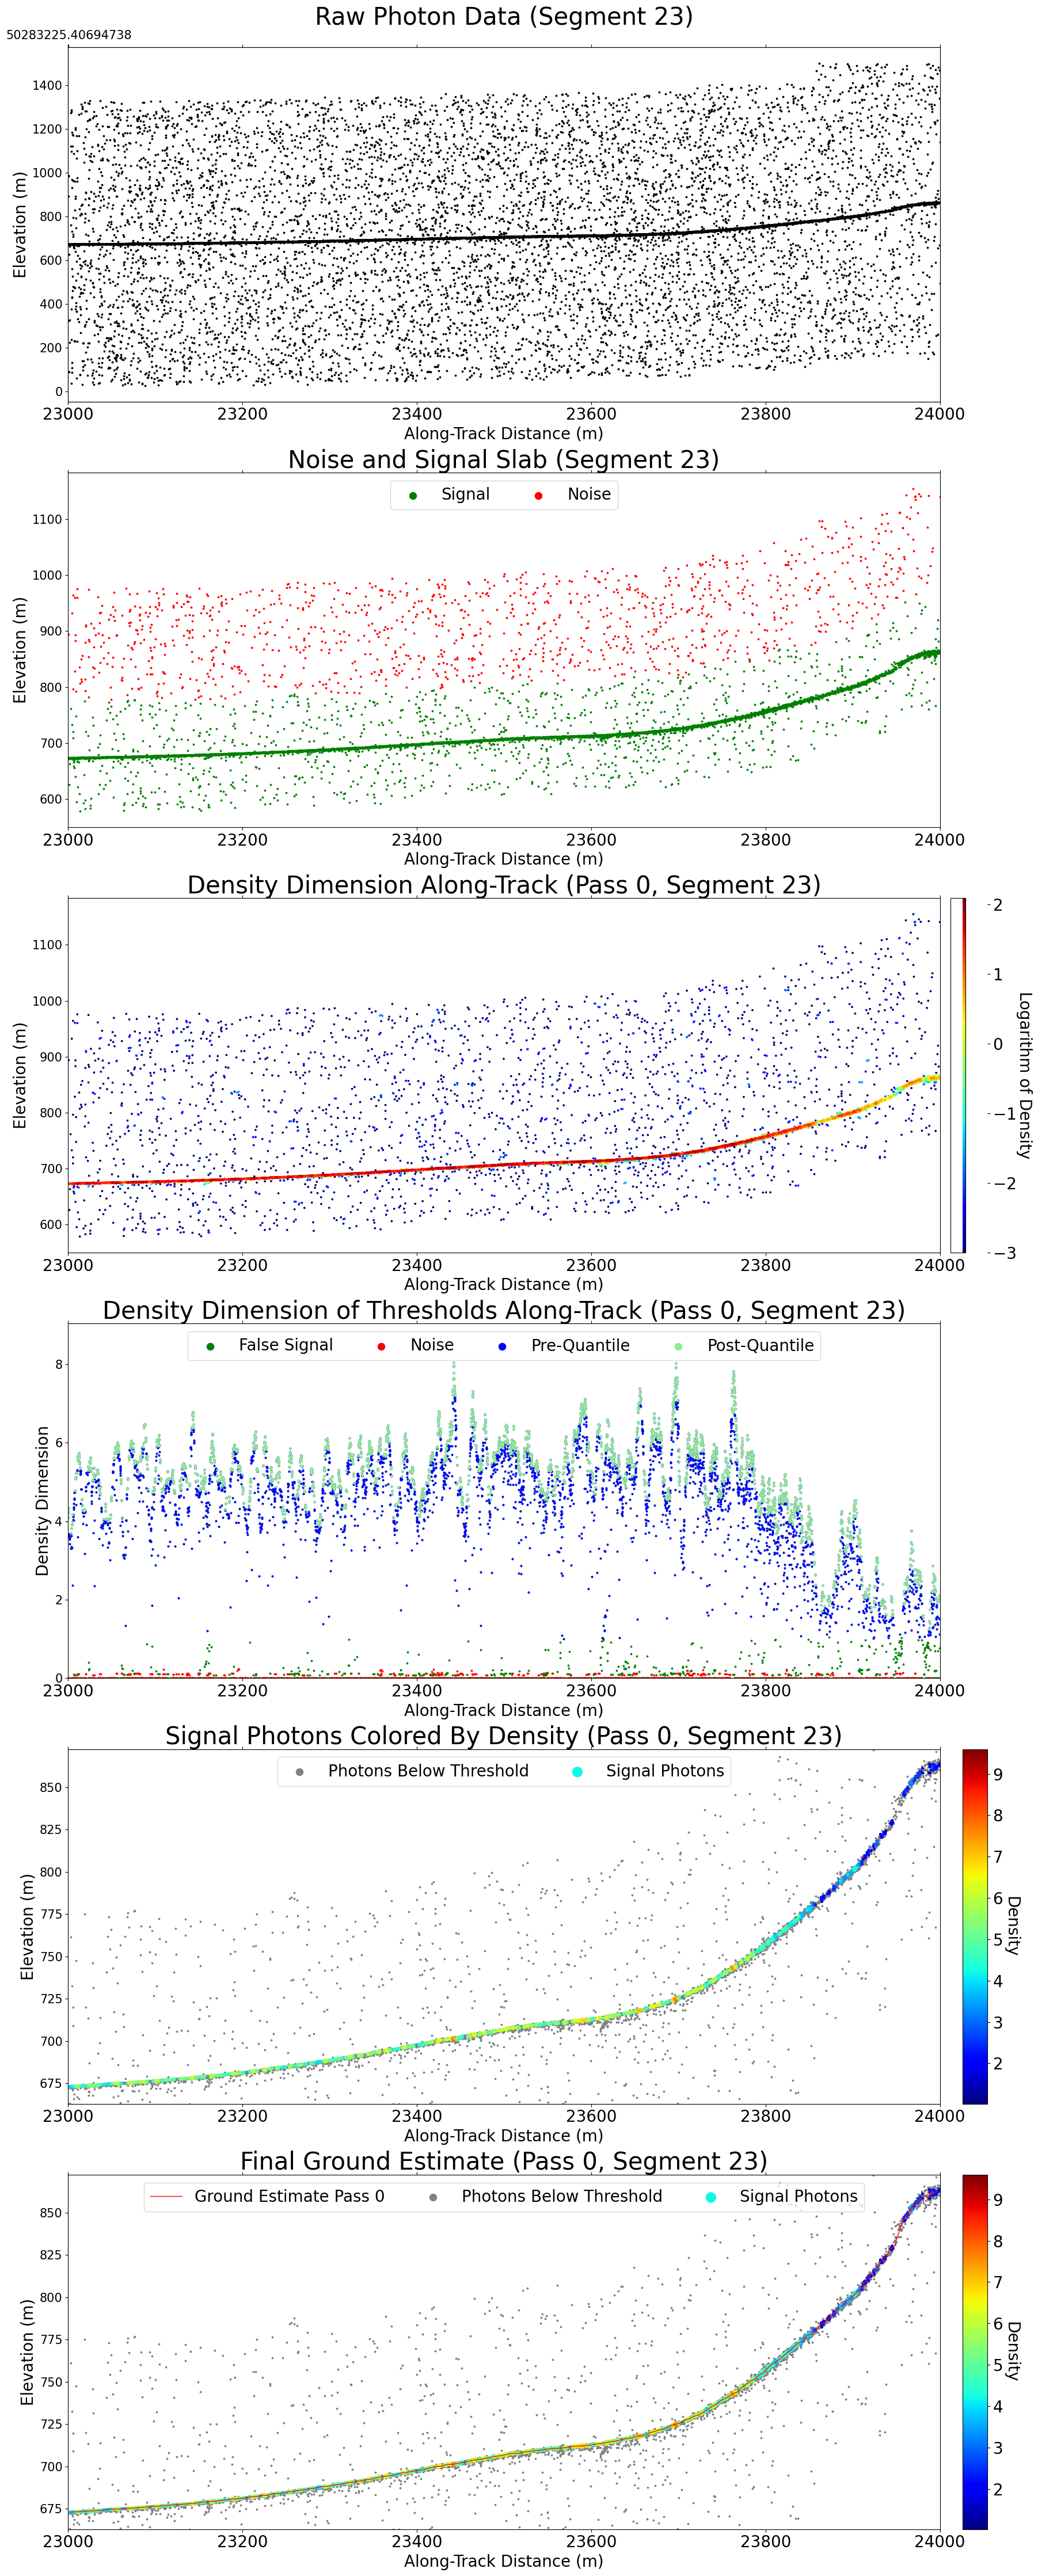 Raw Photon Data (Segment 23)
50283225.40694738
1400
1200
1000
800
600
400
200
0
Elevation (m)
23000 23200 23400 23600 23800 24000
Along-Track Distance (m)
Noise and Signal Slab (Segment 23)
Signal Noise
1100
1000
900
800
700
600
Elevation (m)
23000 23200 23400 23600 23800 24000
Along-Track Distance (m)
Density Dimension Along-Track (Pass 0, Segment 23)
1100
1000
900
800
700
600
Elevation (m)
23000 23200 23400 23600 23800 24000
Along-Track Distance (m)
2
1
0
−1
−2
−3
Logarithm of Density
Density Dimension of Thresholds Along-Track (Pass 0, Segment 23)
False Signal Noise Pre-Quantile Post-Quantile
8
6
4
2
0
Density Dimension
23000 23200 23400 23600 23800 24000
Along-Track Distance (m)
Signal Photons Colored By Density (Pass 0, Segment 23)
Photons Below Threshold Signal Photons
850
825
800
775
750
725
700
675
Elevation (m)
23000 23200 23400 23600 23800 24000
Along-Track Distance (m)
9
8
7
6
5
4
3
2
Density
Final Ground Estimate (Pass 0, Segment 23)
Ground Estimate Pass 0 Photons Below Threshold Signal Photons
850
825
800
775
750
725
700
675
Elevation (m)
23000 23200 23400 23600 23800 24000
Along-Track Distance (m)
9
8
7
6
5
4
3
2
Density